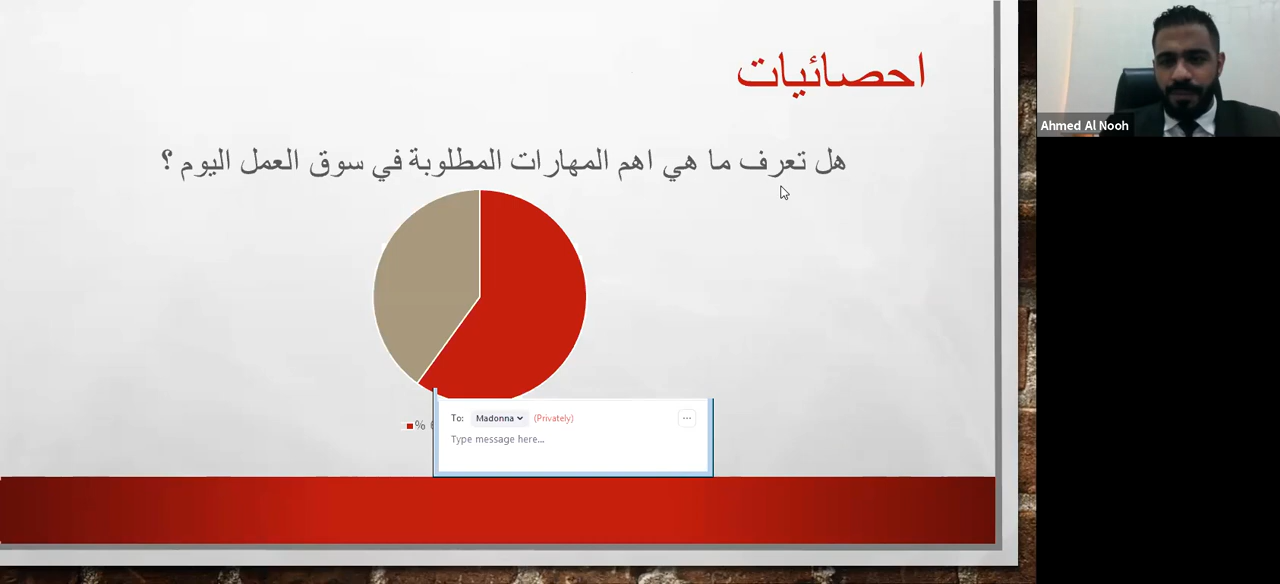 احصائيات
هل تعرف ما هي اهم المهارات المطلوبة في سوق العمل اليوم ؟
%
To: Madonna (Privately) ...
Type message here...
Ahmed Al Nooh